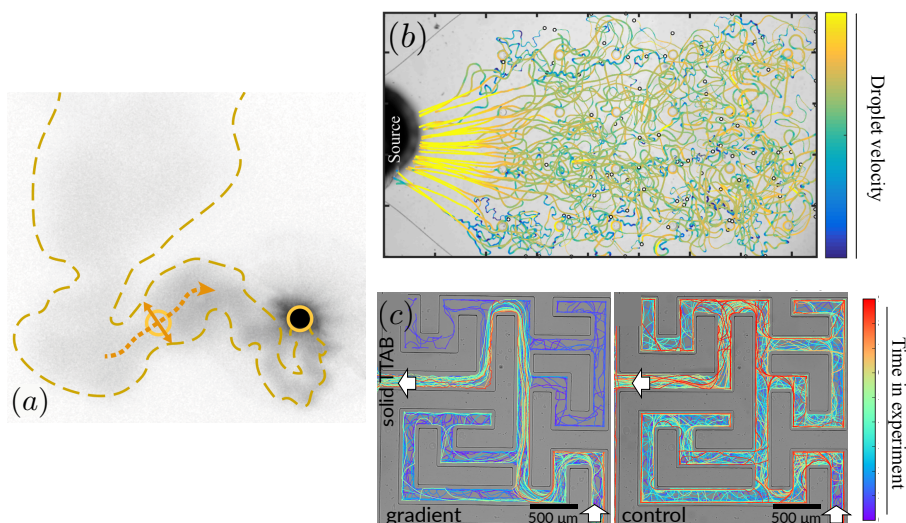 (a)
(b)
Source
Droplet velocity
(c)
solid TTAB
gradient
500 µm
control
500 µm
Time in experiment